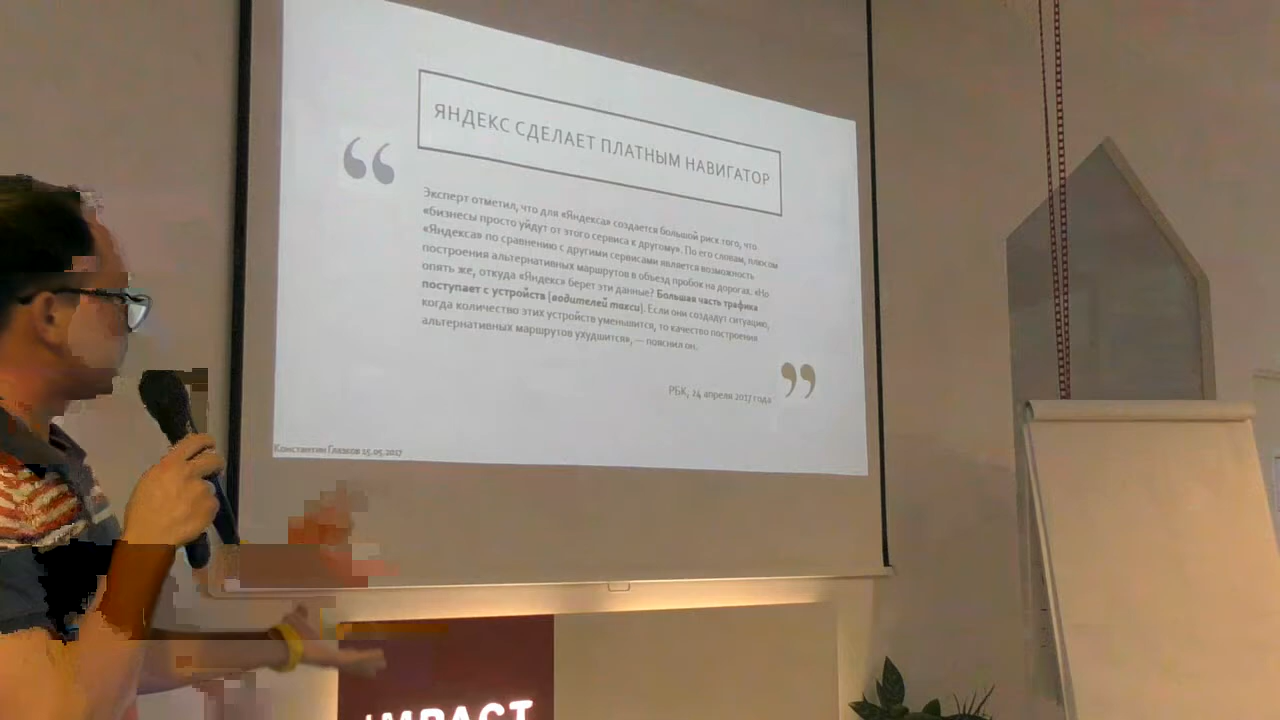 ЯНДЕКС СДЕЛАЕТ ПЛАТНЫМ НАВИГАТОР
“
Эксперт отметил, что для «Яндекса» создается большой риск того, что
«бизнесы просто уйдут от этого сервиса к другому». По его словам, плюсом
«Яндекса» по сравнению с другими сервисами является возможность
построения альтернативных маршрутов в объезд пробок на дорогах. «Но
опять же, откуда «Яндекс» берет эти данные? Большая часть трафика
поступает с устройств [водителей такси]. Если они создадут ситуацию,
когда количество этих устройств уменьшится, то качество построения
альтернативных маршрутов ухудшится», — пояснил он.
”
РБК, 24 апреля 2017 года
Константин Глазков 15.05.2017
IMPACT